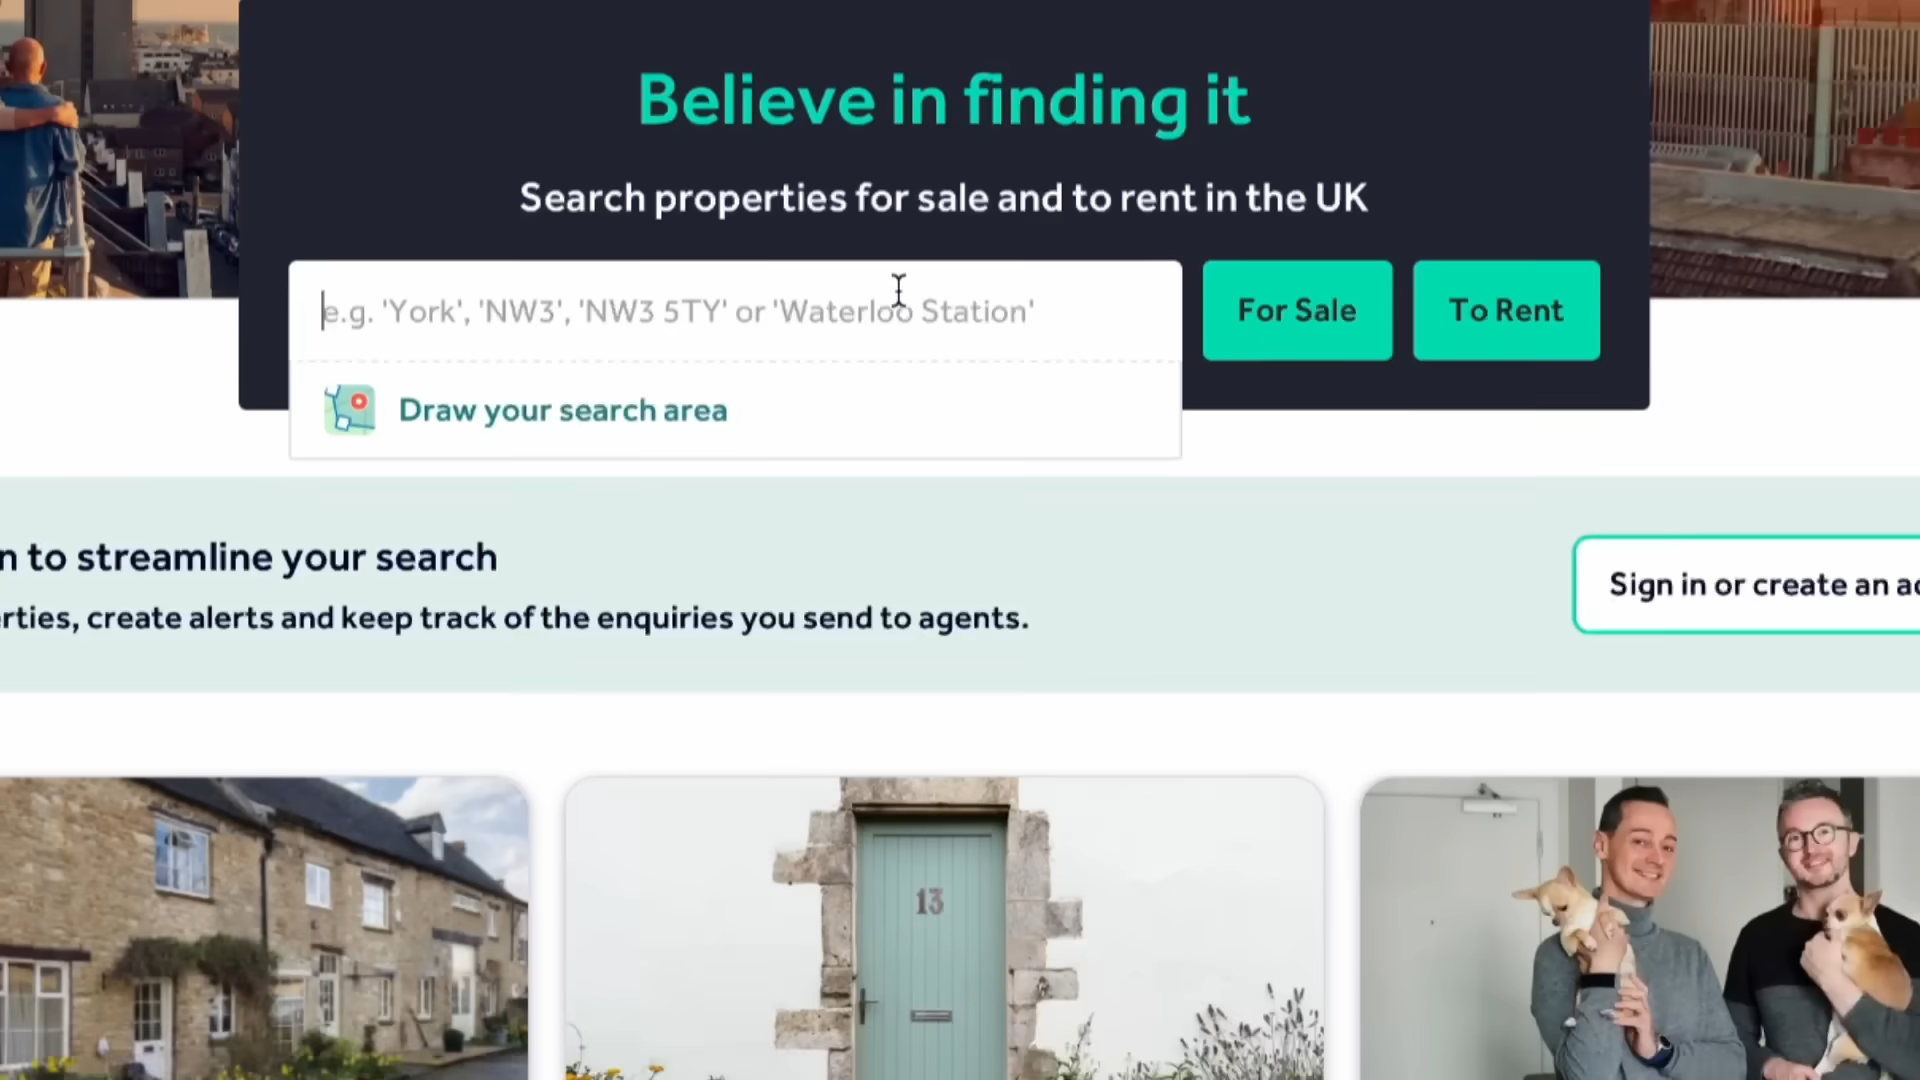 Believe in finding it
Search properties for sale and to rent in the UK
e.g. 'York', 'NW3', 'NW3 5TY' or 'Waterloo Station'
For Sale
To Rent
Draw your search area
n to streamline your search
rties, create alerts and keep track of the enquiries you send to agents.
Sign in or create an ac
13